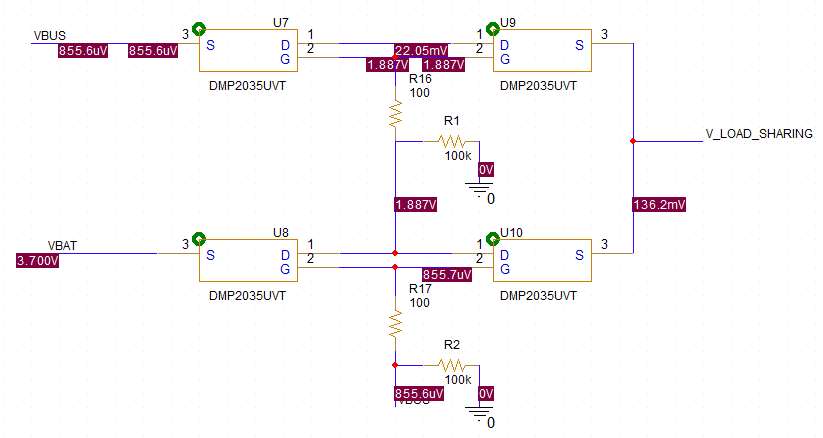 U7 U9
VBUS 3 1 1 3
855.6uV 855.6uV S D 2 22.05mV 2 D S
G 1.887V 1.887V G
DMP2035UVT R16 DMP2035UVT
100
R1
V_LOAD_SHARING
100k
0V
0
1.887V 136.2mV
U8 U10
VBAT 3 1 1 3
3.700V S D 2 2 D S
G 855.7uV G
DMP2035UVT R17 DMP2035UVT
100
R2
100k
855.6uV 0V
0